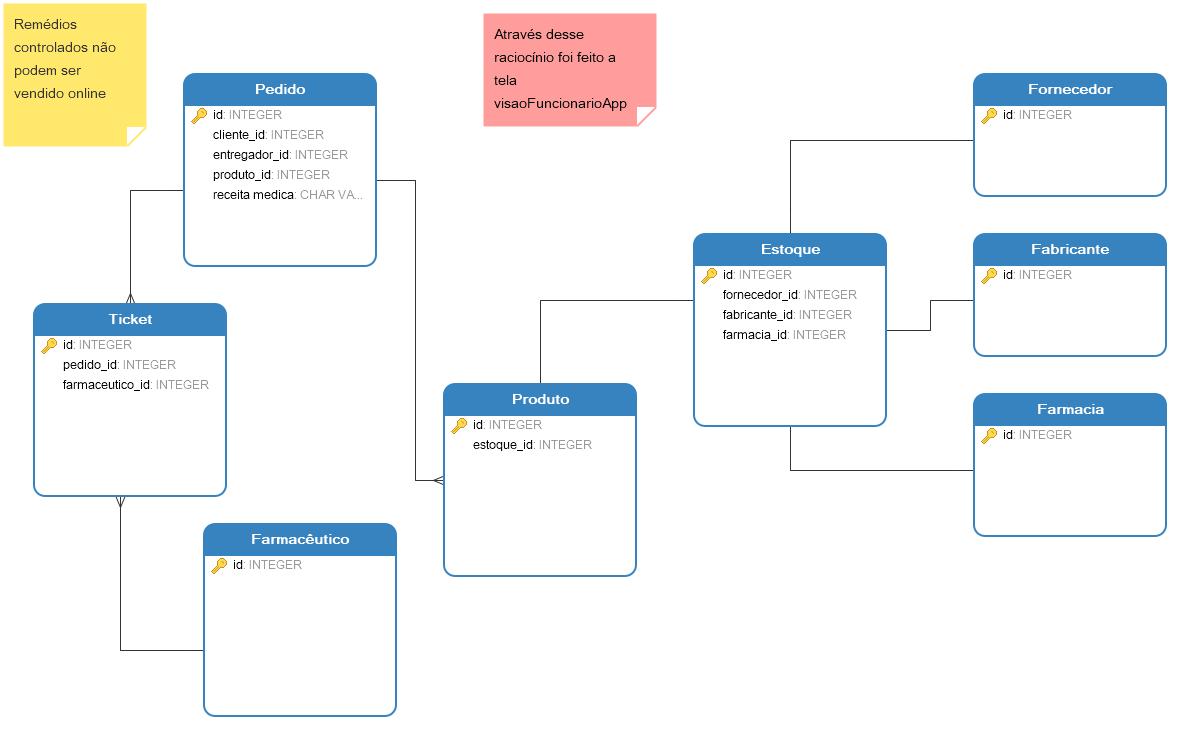 Remédios
controlados não
podem ser
vendido online
Através desse
raciocínio foi feito a
tela
visaoFuncionarioApp
Pedido
id: INTEGER
cliente_id: INTEGER
entregador_id: INTEGER
produto_id: INTEGER
receita medica: CHAR VA...
Fornecedor
id: INTEGER
Estoque
id: INTEGER
fornecedor_id: INTEGER
fabricante_id: INTEGER
farmacia_id: INTEGER
Fabricante
id: INTEGER
Ticket
id: INTEGER
pedido_id: INTEGER
farmaceutico_id: INTEGER
Produto
id: INTEGER
estoque_id: INTEGER
Farmacia
id: INTEGER
Farmacêutico
id: INTEGER